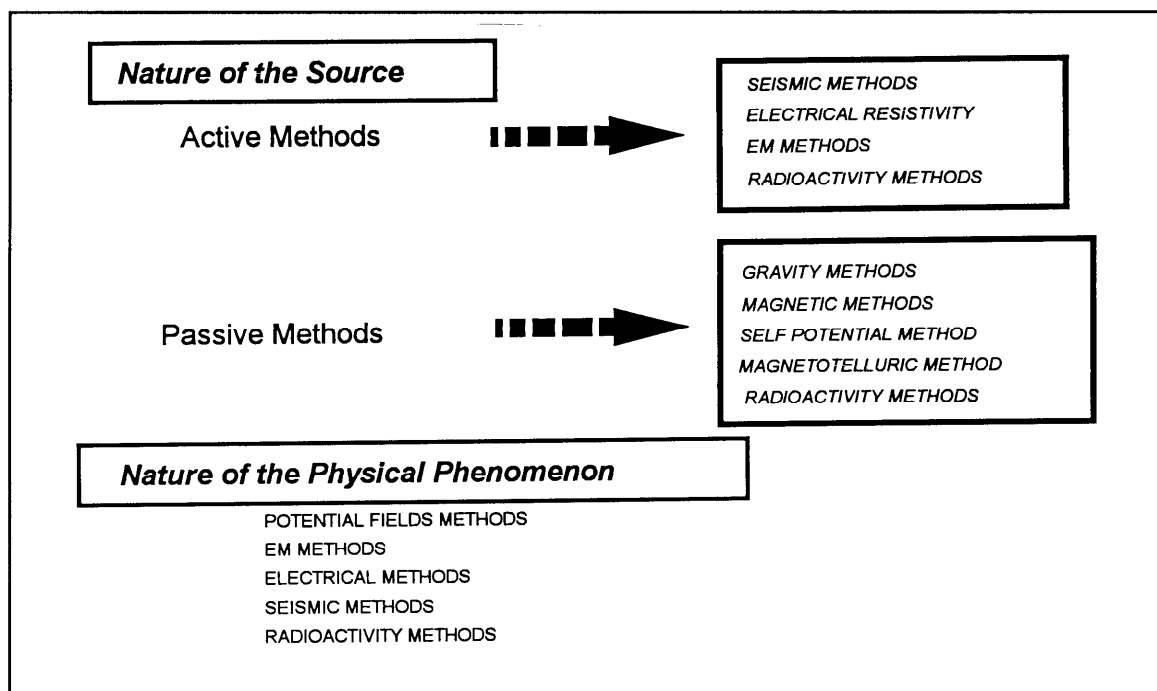 Nature of the Source
Active Methods
SEISMIC METHODS
ELECTRICAL RESISTIVITY
EM METHODS
RADIOACTIVITY METHODS
Passive Methods
GRAVITY METHODS
MAGNETIC METHODS
SELF POTENTIAL METHOD
MAGNETOTELLURIC METHOD
RADIOACTIVITY METHODS
Nature of the Physical Phenomenon
POTENTIAL FIELDS METHODS
EM METHODS
ELECTRICAL METHODS
SEISMIC METHODS
RADIOACTIVITY METHODS